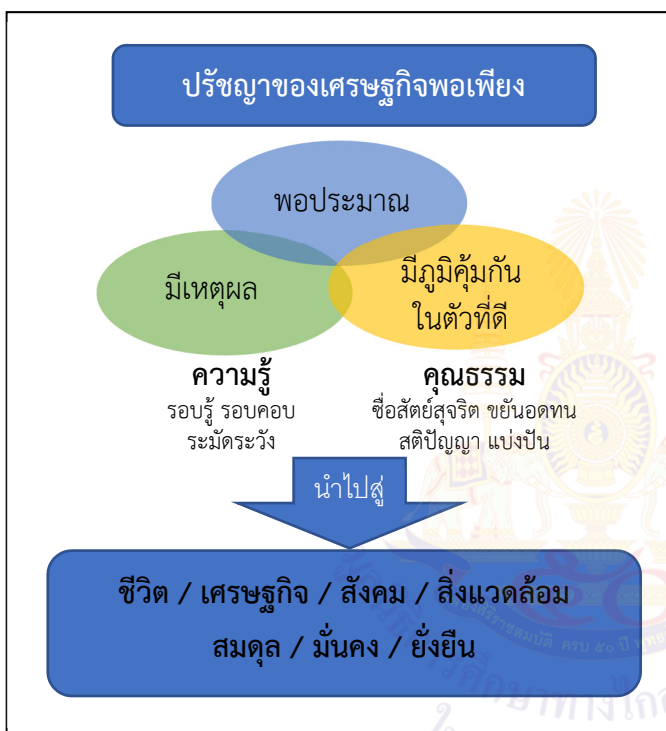 ปรัชญาของเศรษฐกิจพอเพียง
พอประมาณ
มีเหตุผล
มีภูมิคุ้มกัน
ในตัวที่ดี
ความรู้
รอบรู้ รอบคอบ
ระมัดระวัง
คุณธรรม
ซื่อสัตย์สุจริต ขยันอดทน
สติปัญญา แบ่งปัน
นำไปสู่
ชีวิต / เศรษฐกิจ / สังคม / สิ่งแวดล้อม
สมดุล / มั่นคง / ยั่งยืน
ครบ ๕๐ ปี